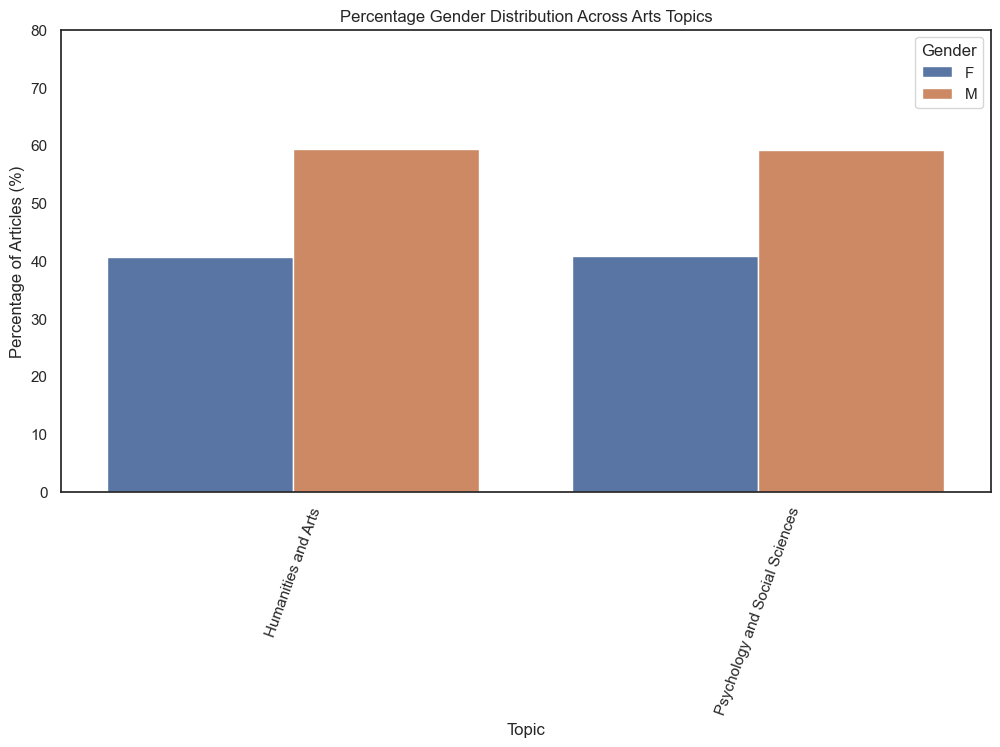 Percentage Gender Distribution Across Arts Topics
Percentage of Articles (%)
80
70
60
50
40
30
20
10
0
Gender
F
M
Humanities and Arts
Psychology and Social Sciences
Topic